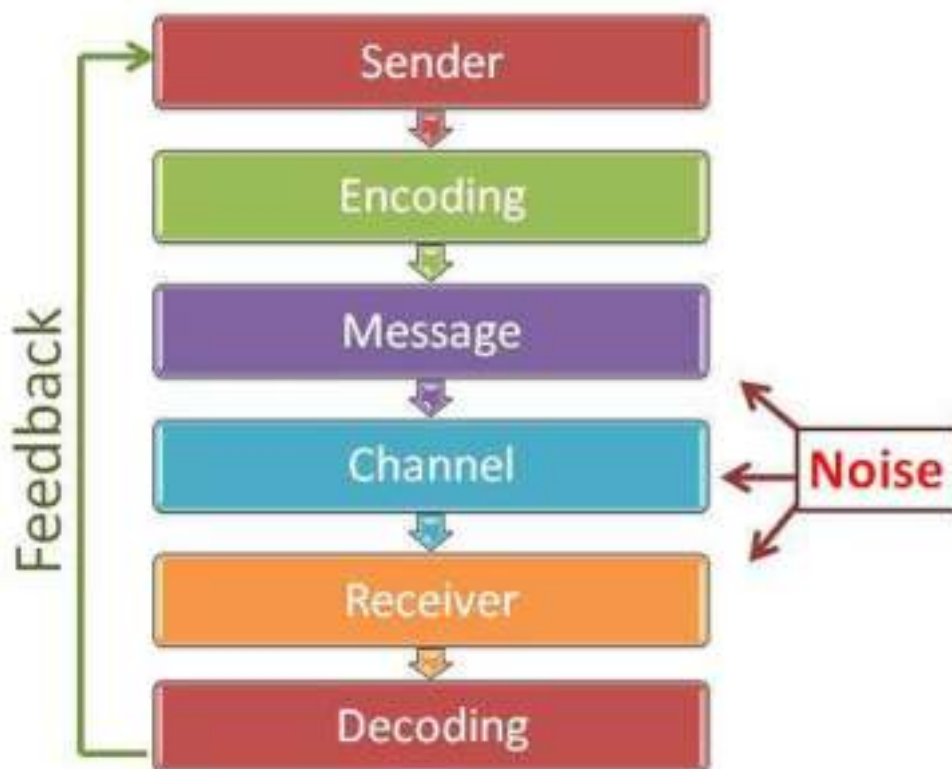 Sender
Encoding
Message
Channel
Receiver
Decoding
Feedback
Noise